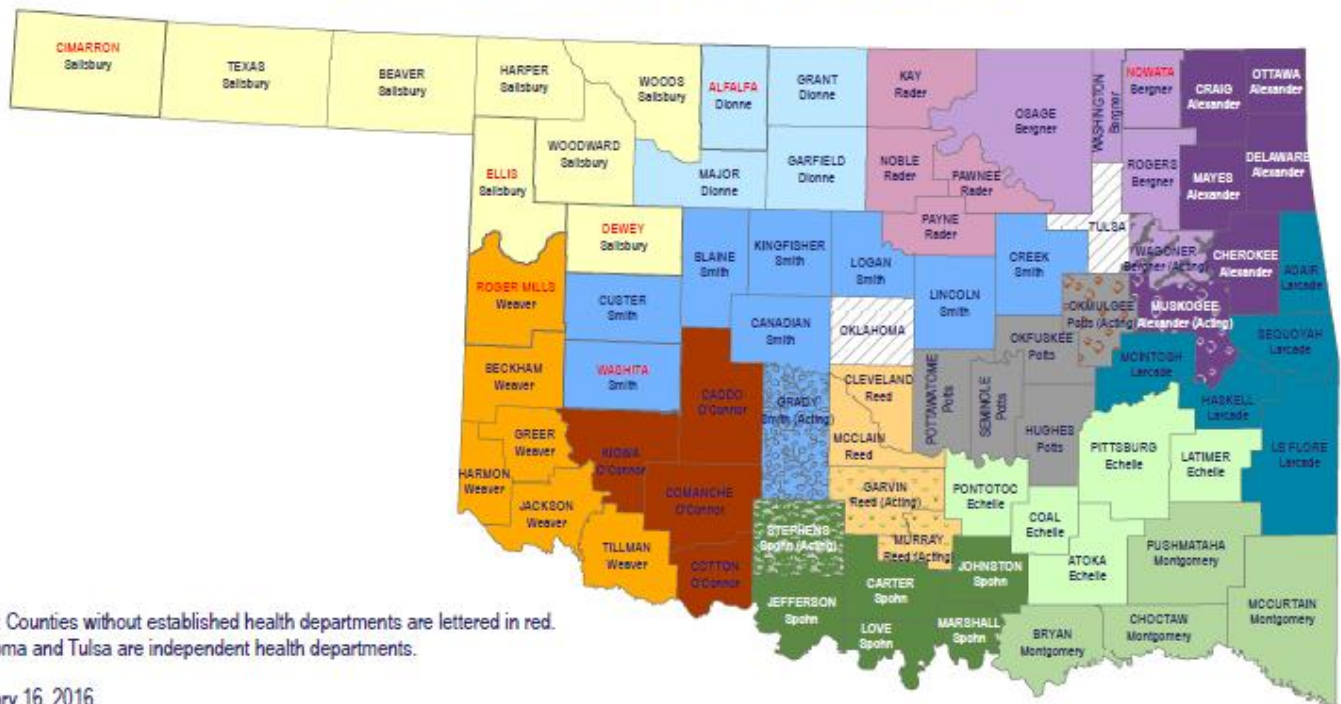 CIMARRON
Salisbury
TEXAS
Salisbury
BEAVER
Salisbury
HARPER
Salisbury
WOODS
Salisbury
ALFALFA
Dionne
GRANT
Dionne
KAY
Rader
OSAGE
Bergner
WASHINGTON
Bergner
NOWATA
Bergner
CRAIG
Alexander
OTTAWA
Alexander
ELLIS
Salisbury
WOODWARD
Salisbury
MAJOR
Dionne
GARFIELD
Dionne
NOBLE
Rader
PAWNEE
Rader
ROGERS
Bergner
MAYES
Alexander
DELAWARE
Alexander
DEWEY
Salisbury
BLAINE
Smith
KINGFISHER
Smith
LOGAN
Smith
PAYNE
Rader
CREEK
Smith
TULSA
WAGONER
Bergner (Acting)
CHEROKEE
Alexander
ADAIR
Larcade
ROGER MILLS
Weaver
CUSTER
Smith
CANADIAN
Smith
OKLAHOMA
LINCOLN
Smith
OKMULGEE
Potts (Acting)
MUSKOGEE
Alexander (Acting)
SEQUOYAH
Larcade
BECKHAM
Weaver
WASHITA
Smith
CADDO
O'Connor
GRADY
Smith (Acting)
CLEVELAND
Reed
POTTAWATOME
Potts
SEMINOLE
Potts
OKFUSKEE
Potts
MCINTOSH
Larcade
HASKELL
Larcade
GREER
Weaver
KIOWA
O'Connor
MCCLAIN
Reed
HUGHES
Potts
PITTSBURG
Echelle
LATIMER
Echelle
LE FLORE
Larcade
HARMON
Weaver
JACKSON
Weaver
COMANCHE
O'Connor
GARVIN
Reed (Acting)
PONTOTOC
Echelle
COAL
Echelle
TILLMAN
Weaver
COTTON
O'Connor
STEPHENS
Spohn (Acting)
MURRAY
Reed (Acting)
JOHNSTON
Spohn
ATOKA
Echelle
PUSHMATAHA
Montgomery
JEFFERSON
Spohn
CARTER
Spohn
LOVE
Spohn
MARSHALL
Spohn
BRYAN
Montgomery
CHOCTAW
Montgomery
MCCURTAIN
Montgomery
: Counties without established health departments are lettered in red.
oma and Tulsa are independent health departments.
ary 16, 2016